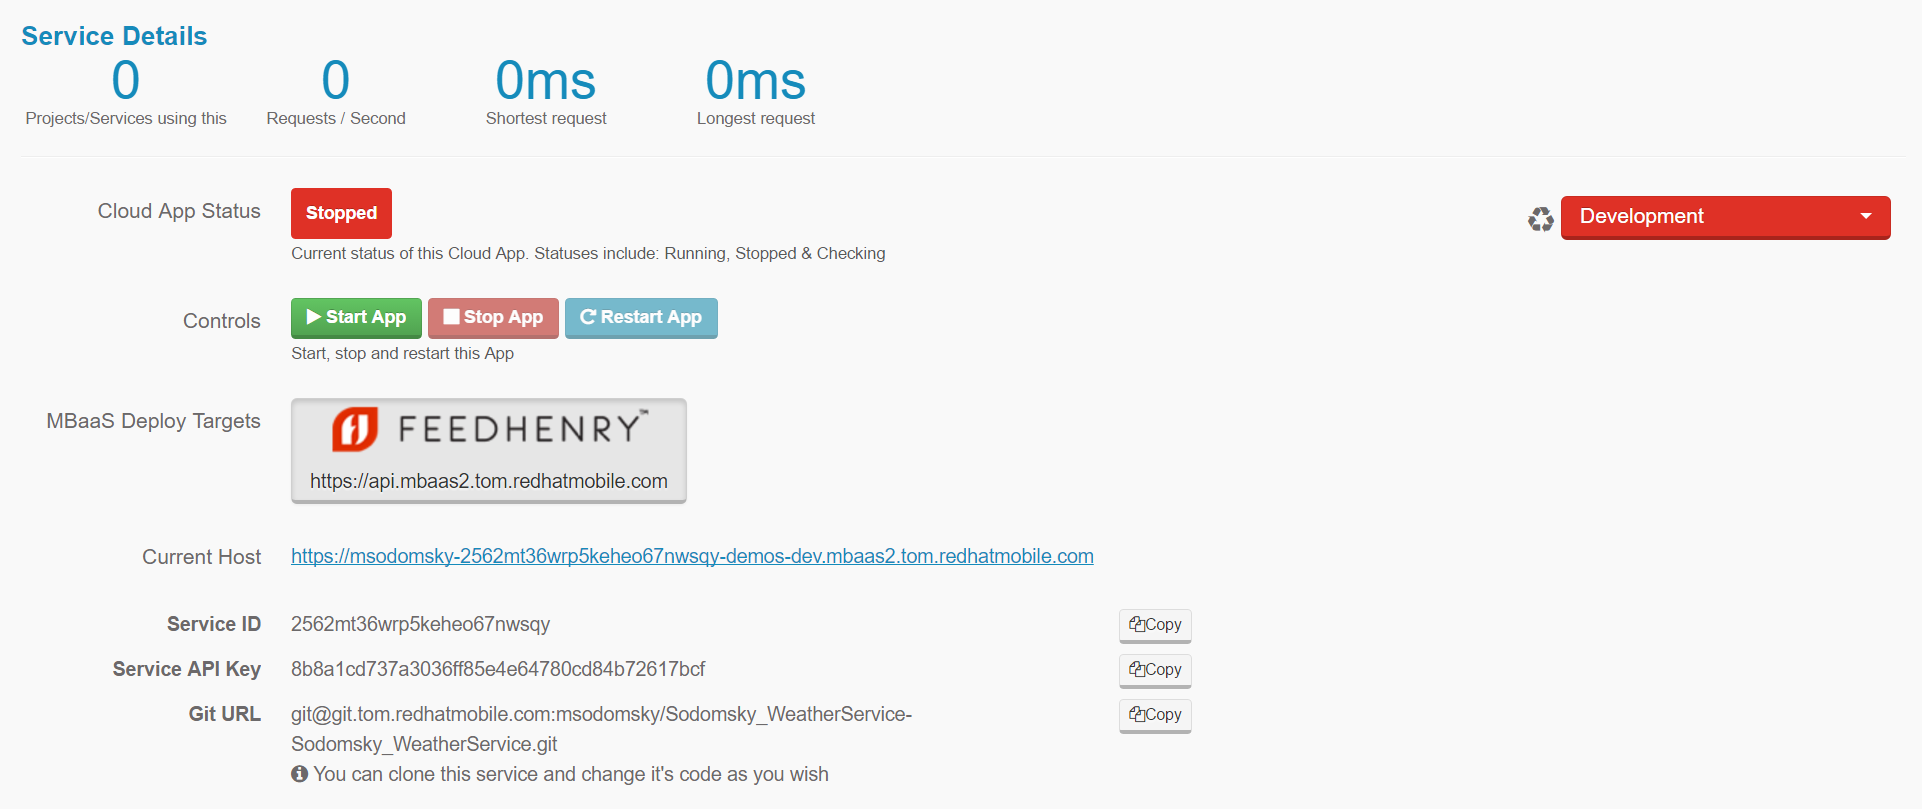 Service Details
0 0 0ms 0ms
Projects/Services using this Requests / Second Shortest request Longest request
Cloud App Status Stopped Development
Current status of this Cloud App. Statuses include: Running, Stopped & Checking
Controls Start App Stop App Restart App
Start, stop and restart this App
MBaaS Deploy Targets FEEDHENRY™
https://api.mbaas2.tom.redhatmobile.com
Current Host https://msodomsky-2562mt36wrp5keheo67nwsqy-demos-dev.mbaas2.tom.redhatmobile.com
Service ID 2562mt36wrp5keheo67nwsqy Copy
Service API Key 8b8a1cd737a3036ff85e4e64780cd84b72617bcf Copy
Git URL git@git.tom.redhatmobile.com:msodomsky/Sodomsky_WeatherService- Copy
Sodomsky_WeatherService.git
You can clone this service and change it's code as you wish